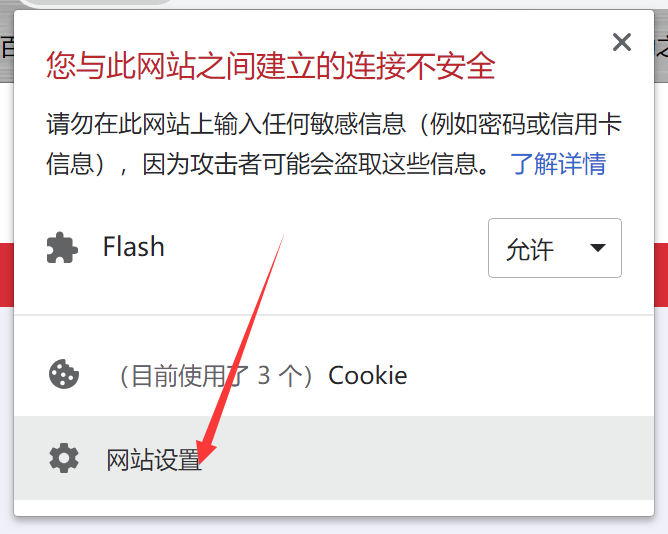 您与此网站之间建立的连接不安全
请勿在此网站上输入任何敏感信息（例如密码或信用卡
信息），因为攻击者可能会盗取这些信息。 了解详情
Flash
允许
（目前使用了 3 个）Cookie
网站设置